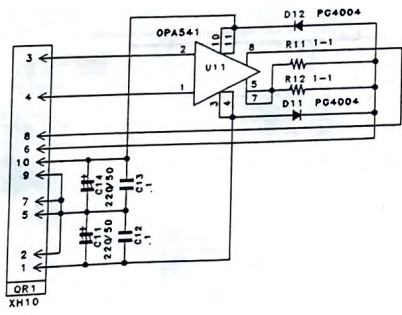 D12 PG4004
10
11
OPA541
2
8
3
U11
R11 1-1
5
R12 1-1
4
1
7
D11 PG4004
3
4
8
6
10
9
C14
220/50
C13
.1
7
5
C11
220/50
C12
.1
2
1
QR1
XH10